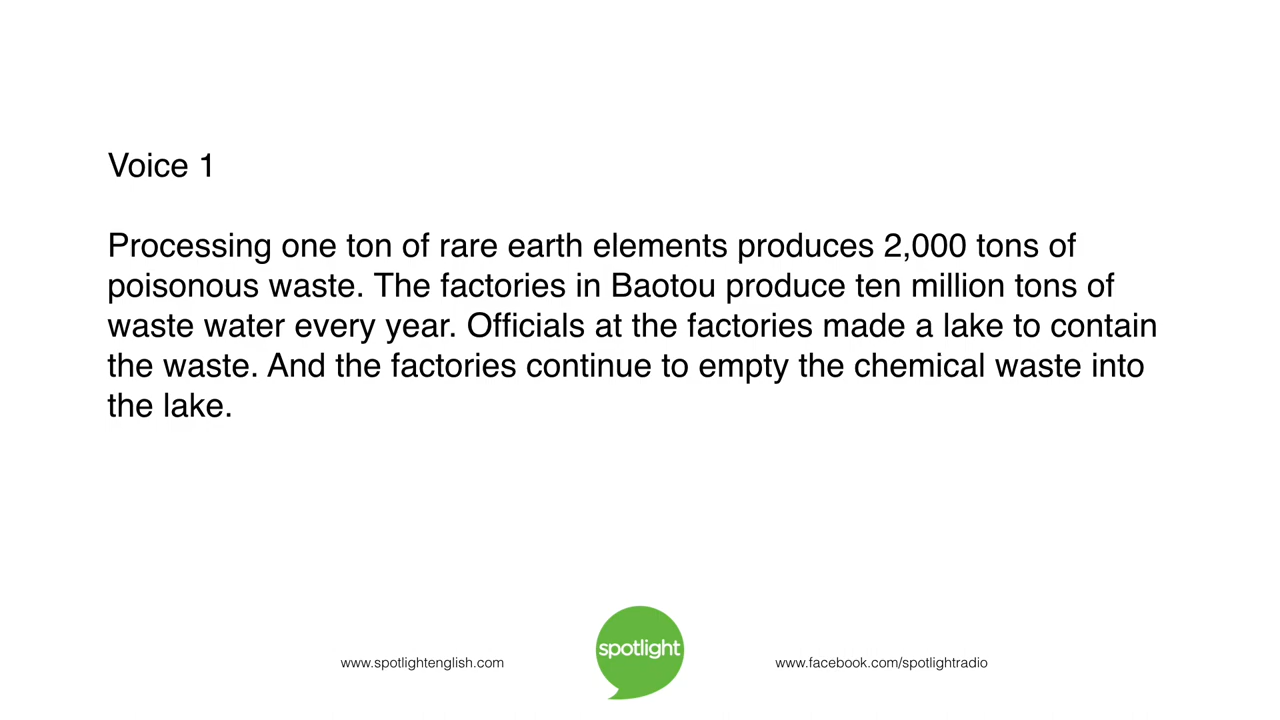 Voice 1
Processing one ton of rare earth elements produces 2,000 tons of
poisonous waste. The factories in Baotou produce ten million tons of
waste water every year. Officials at the factories made a lake to contain
the waste. And the factories continue to empty the chemical waste into
the lake.
spotlight
www.spotlightenglish.com
www.facebook.com/spotlightradio